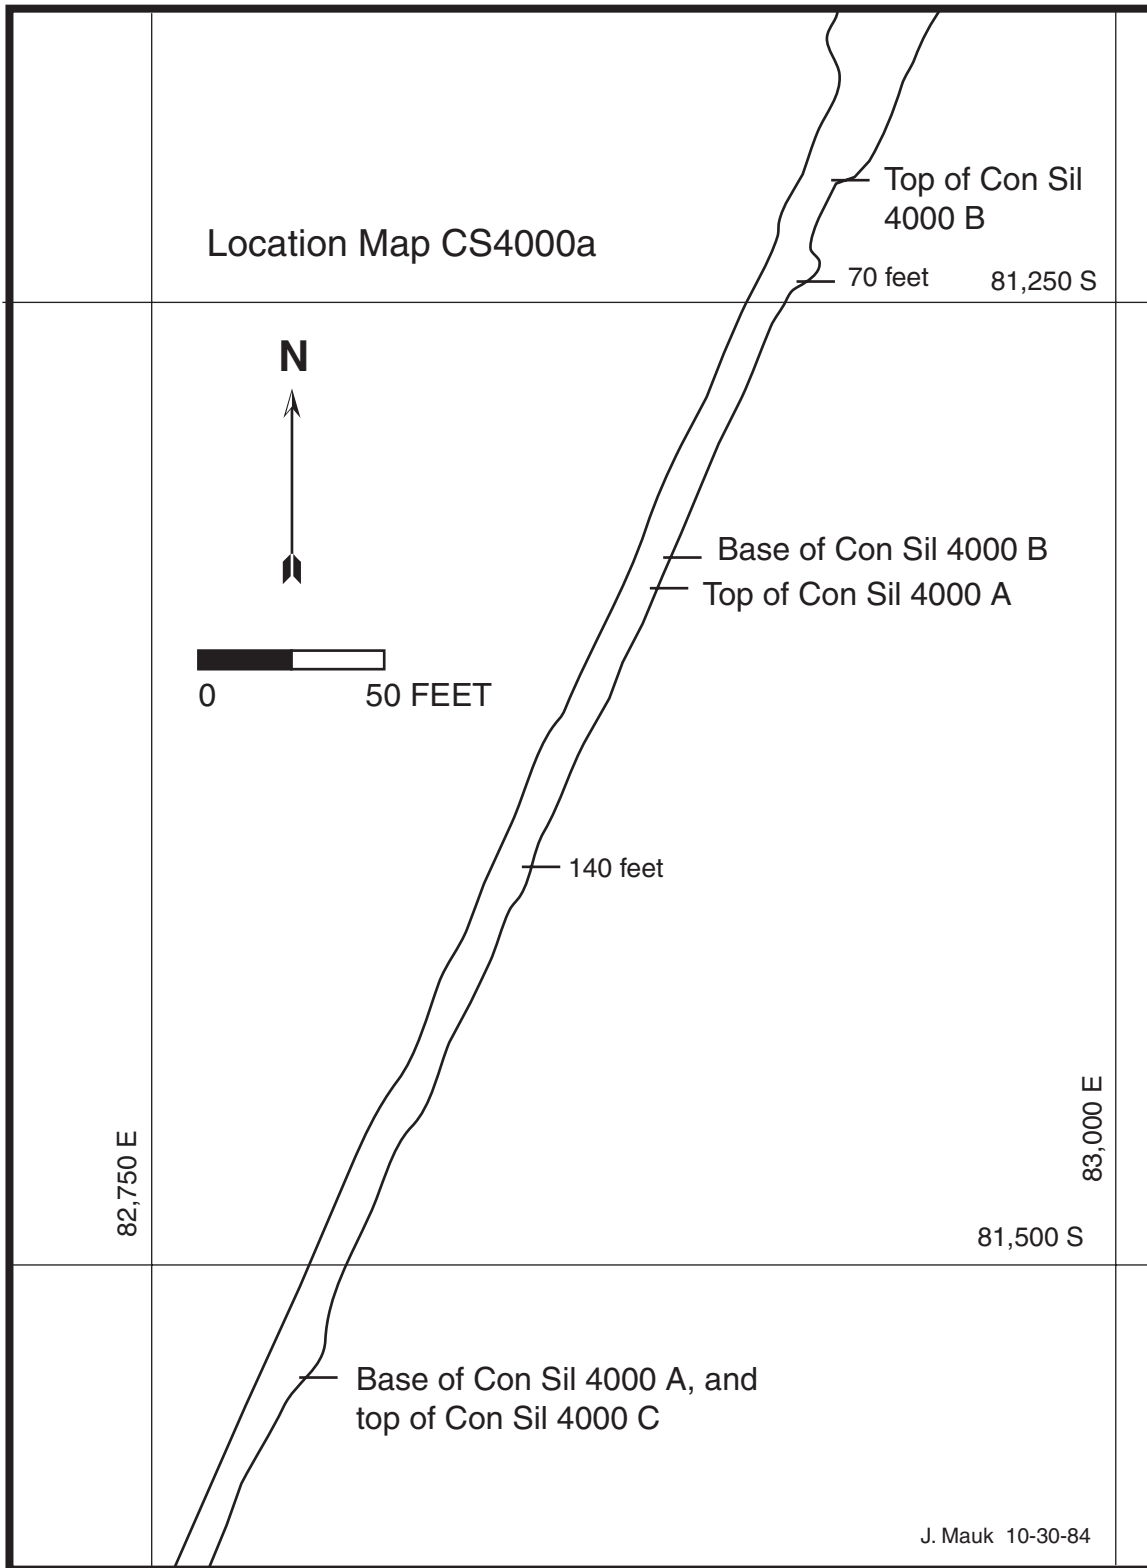 Top of Con Sil
4000 B
Location Map CS4000a
70 feet
81,250 S
N
Base of Con Sil 4000 B
Top of Con Sil 4000 A
0
50 FEET
140 feet
82,750 E
83,000 E
81,500 S
Base of Con Sil 4000 A, and
top of Con Sil 4000 C
J. Mauk 10-30-84